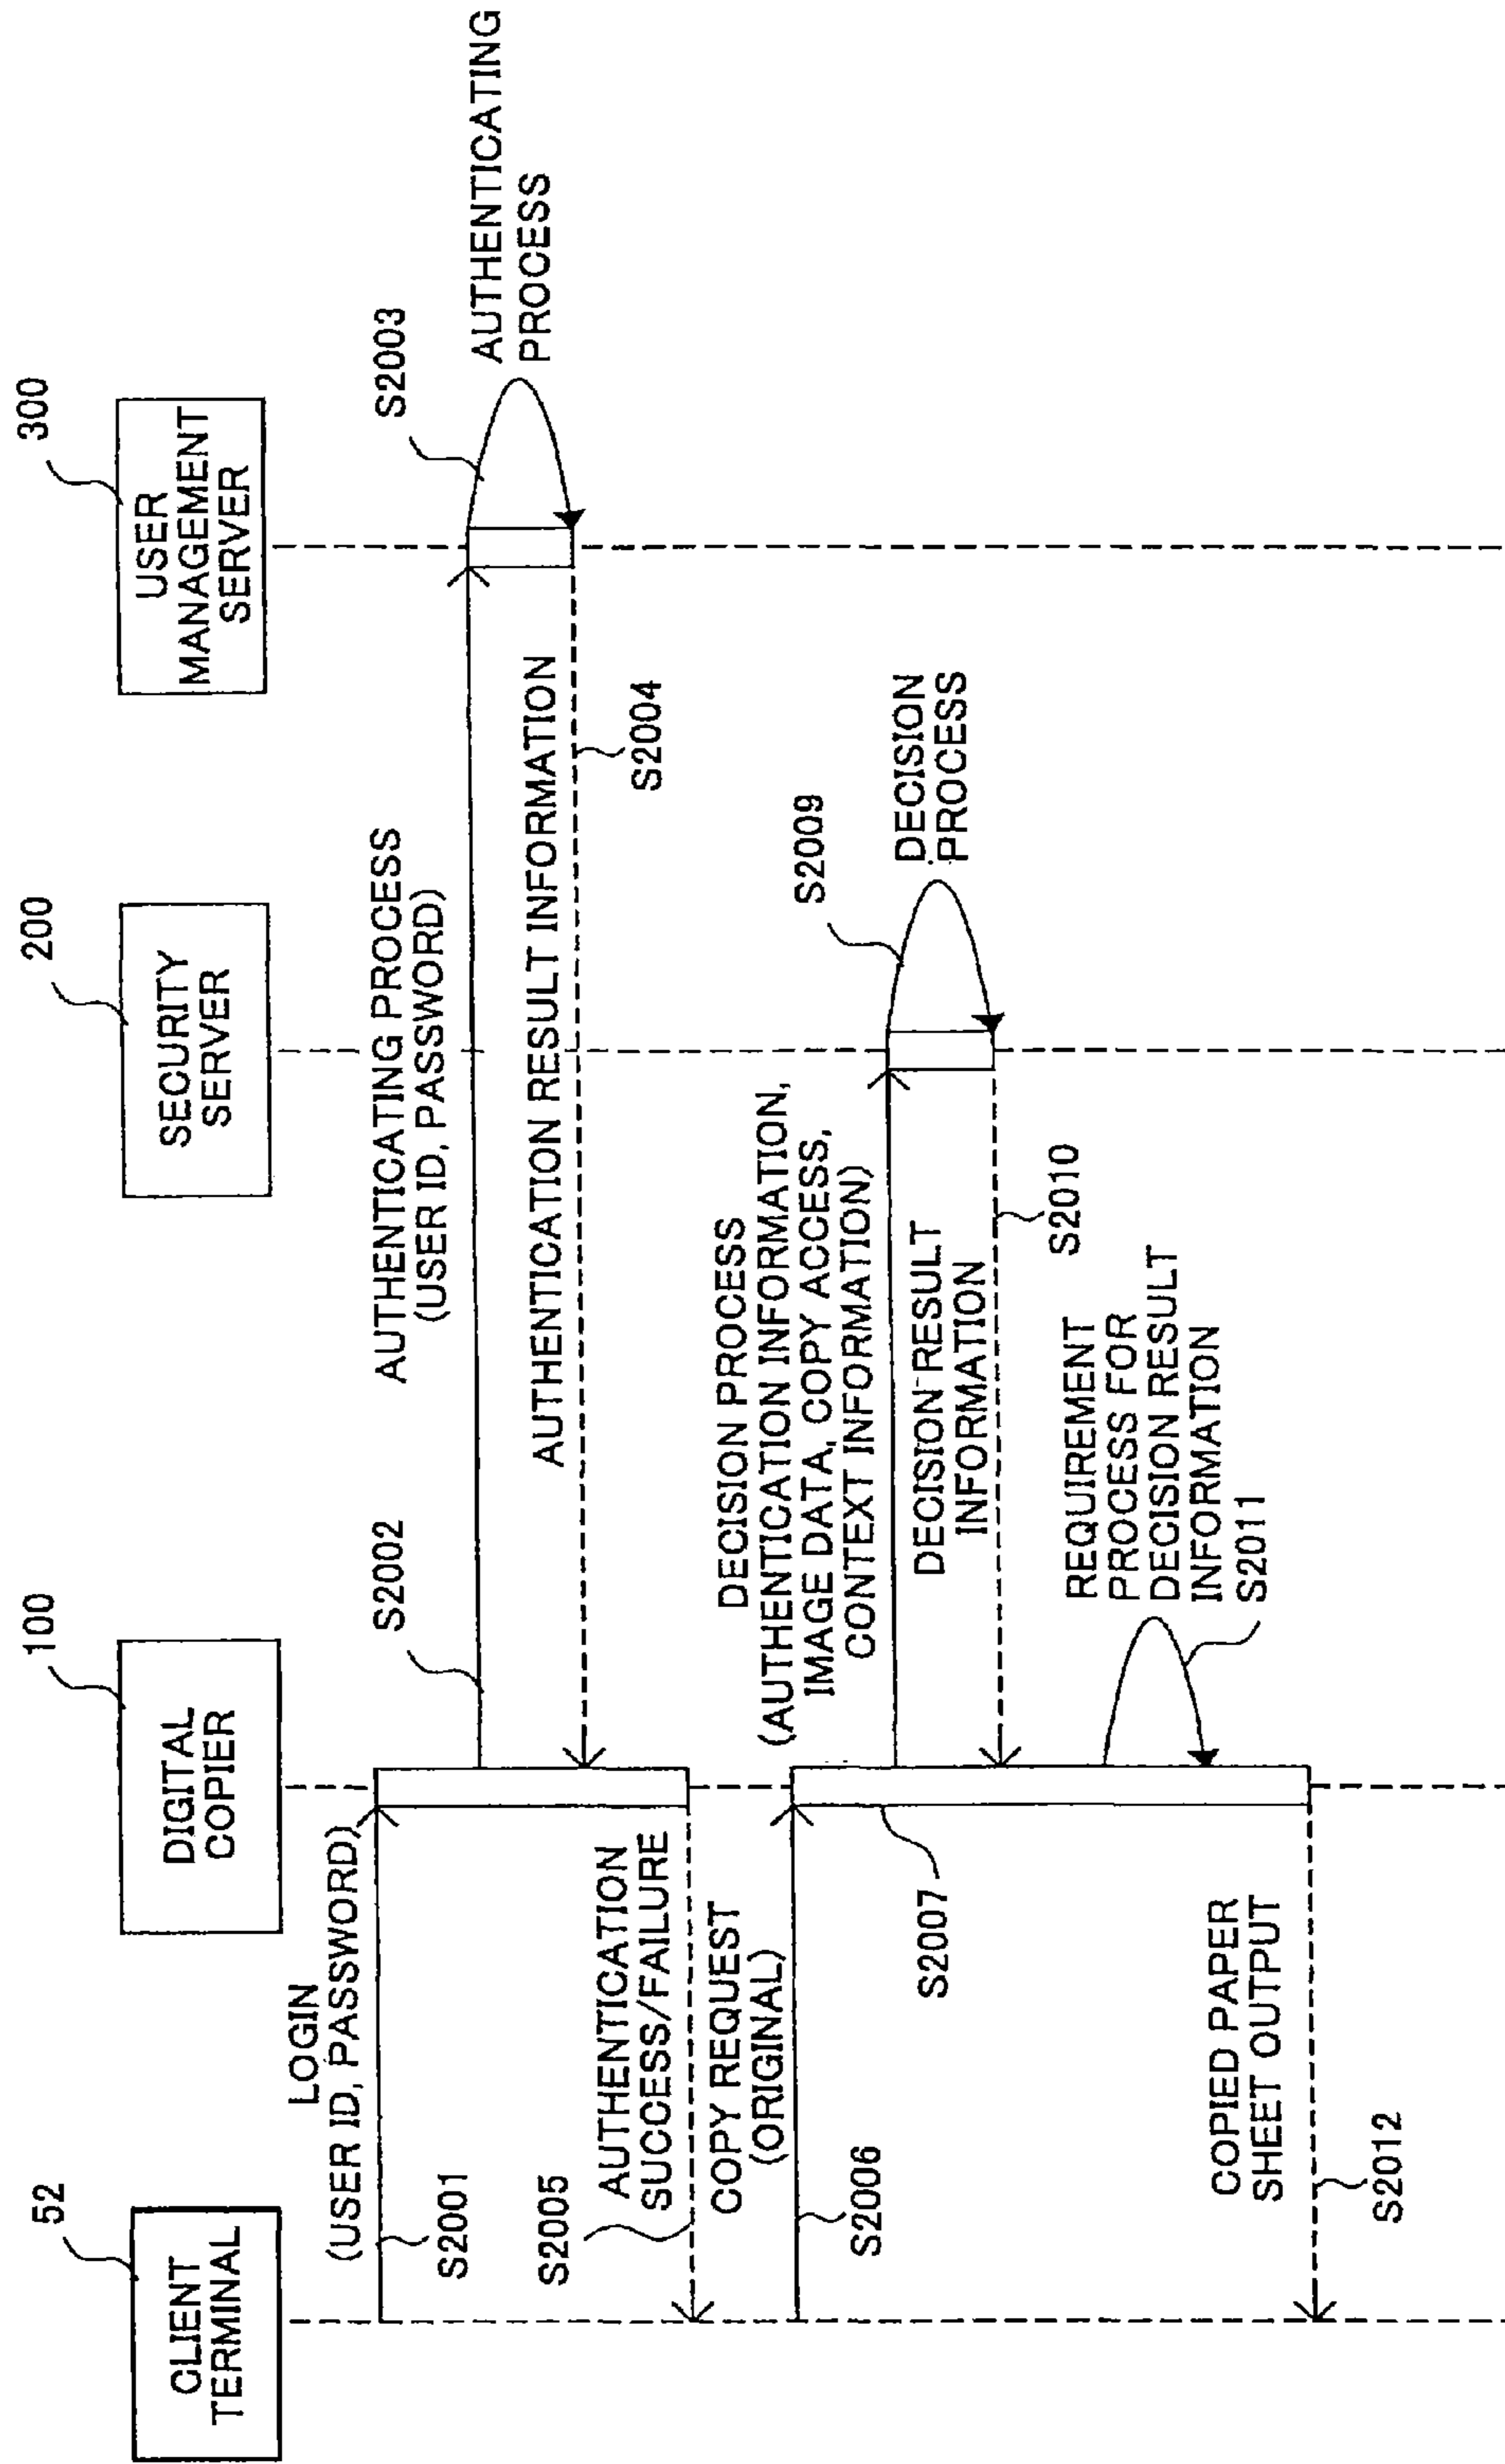 52
CLIENT
TERMINAL
100
DIGITAL
COPIER
200
SECURITY
SERVER
300
USER
MANAGEMENT
SERVER
LOGIN
(USER ID, PASSWORD)
S2001
S2002
AUTHENTICATING PROCESS
(USER ID, PASSWORD)
S2003
AUTHENTICATING
PROCESS
AUTHENTICATION RESULT INFORMATION
S2004
S2005
AUTHENTICATION
SUCCESS/FAILURE
COPY REQUEST
(ORIGINAL)
S2006
S2007
DECISION PROCESS
(AUTHENTICATION INFORMATION,
IMAGE DATA, COPY ACCESS,
CONTEXT INFORMATION)
S2009
DECISION
PROCESS
DECISION RESULT
INFORMATION
S2010
REQUIREMENT
PROCESS FOR
DECISION RESULT
INFORMATION
S2011
COPIED PAPER
SHEET OUTPUT
S2012